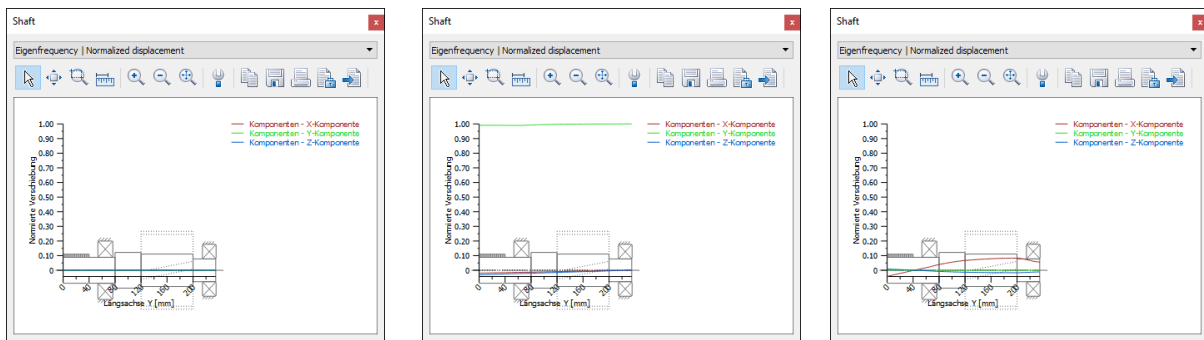 Shaft x
Eigenfrequency | Normalized displacement
Normierte Verschiebung
1.00
0.90
0.80
0.70
0.60
0.50
0.40
0.30
0.20
0.10
0
Komponenten - X-Komponente
Komponenten - Y-Komponente
Komponenten - Z-Komponente
0 40 80 120 160 200
Längsachse Y [mm]
Shaft x
Eigenfrequency | Normalized displacement
Normierte Verschiebung
1.00
0.90
0.80
0.70
0.60
0.50
0.40
0.30
0.20
0.10
0
Komponenten - X-Komponente
Komponenten - Y-Komponente
Komponenten - Z-Komponente
0 40 80 120 160 200
Längsachse Y [mm]
Shaft x
Eigenfrequency | Normalized displacement
Normierte Verschiebung
1.00
0.90
0.80
0.70
0.60
0.50
0.40
0.30
0.20
0.10
0
Komponenten - X-Komponente
Komponenten - Y-Komponente
Komponenten - Z-Komponente
0 40 80 120 160 200
Längsachse Y [mm]